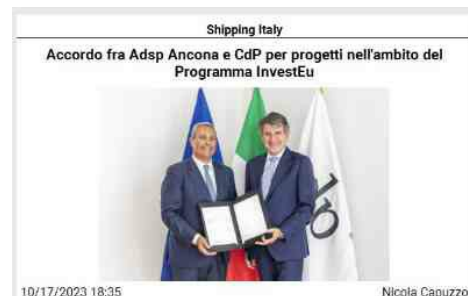 Shipping Italy
Accordo fra Adsp Ancona e CdP per progetti nell'ambito del
Programma InvestEu
10/17/2023 18:35
Nicola Capuzzo